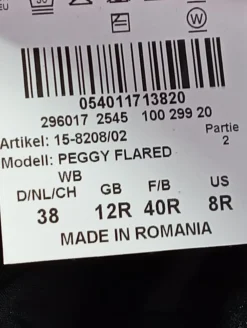 EU
30
W
054011713820
296017 2545 100 299 20
Artikel: 15-8208/02 Partie
2
Modell: PEGGY FLARED
WB
D/NL/CH GB F/B US
38 12R 40R 8R
MADE IN ROMANIA